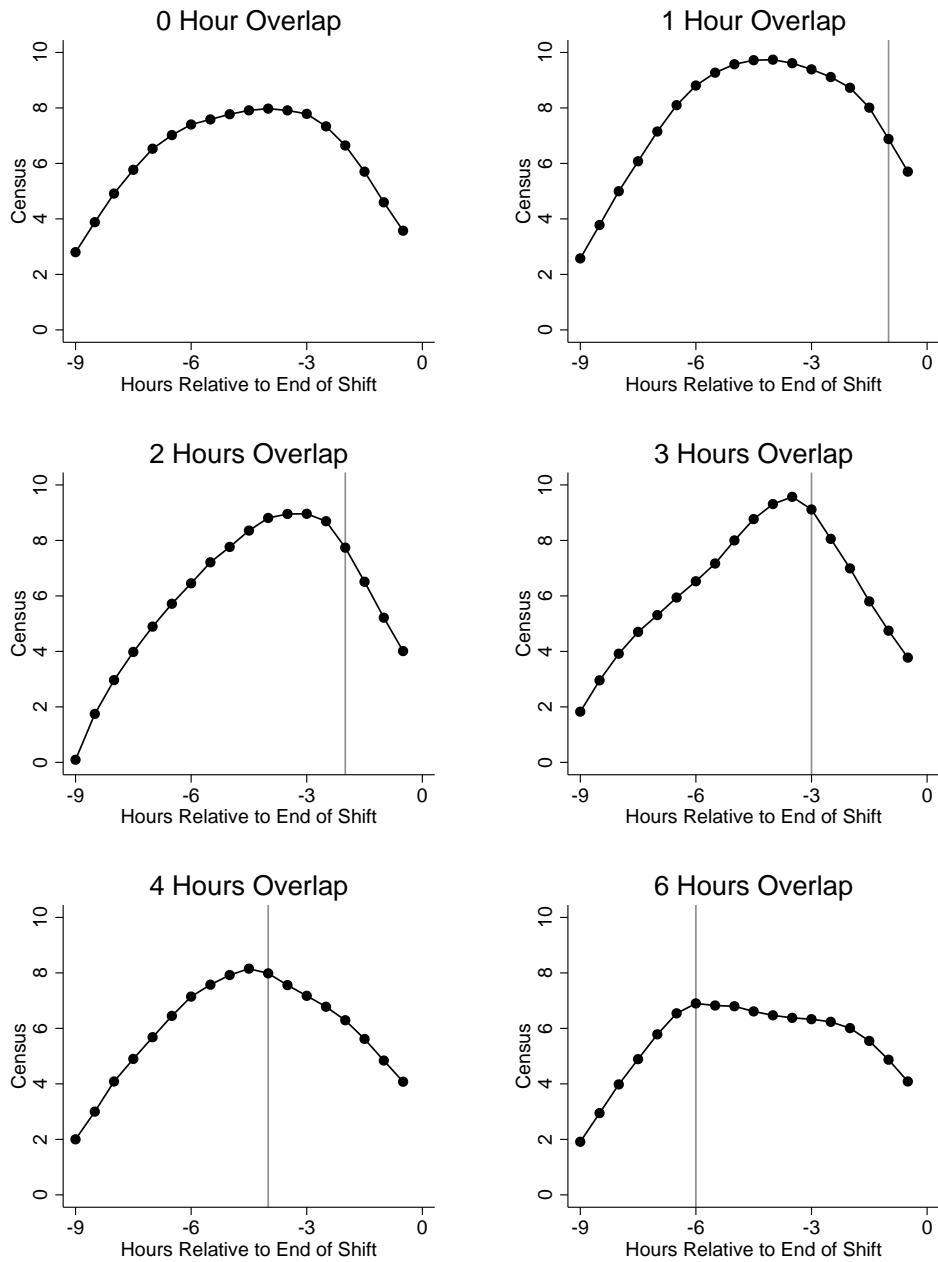 0 Hour Overlap
Census
10
8
6
4
2
0
-9 -6 -3 0
Hours Relative to End of Shift
1 Hour Overlap
Census
10
8
6
4
2
0
-9 -6 -3 0
Hours Relative to End of Shift
2 Hours Overlap
Census
10
8
6
4
2
0
-9 -6 -3 0
Hours Relative to End of Shift
3 Hours Overlap
Census
10
8
6
4
2
0
-9 -6 -3 0
Hours Relative to End of Shift
4 Hours Overlap
Census
10
8
6
4
2
0
-9 -6 -3 0
Hours Relative to End of Shift
6 Hours Overlap
Census
10
8
6
4
2
0
-9 -6 -3 0
Hours Relative to End of Shift